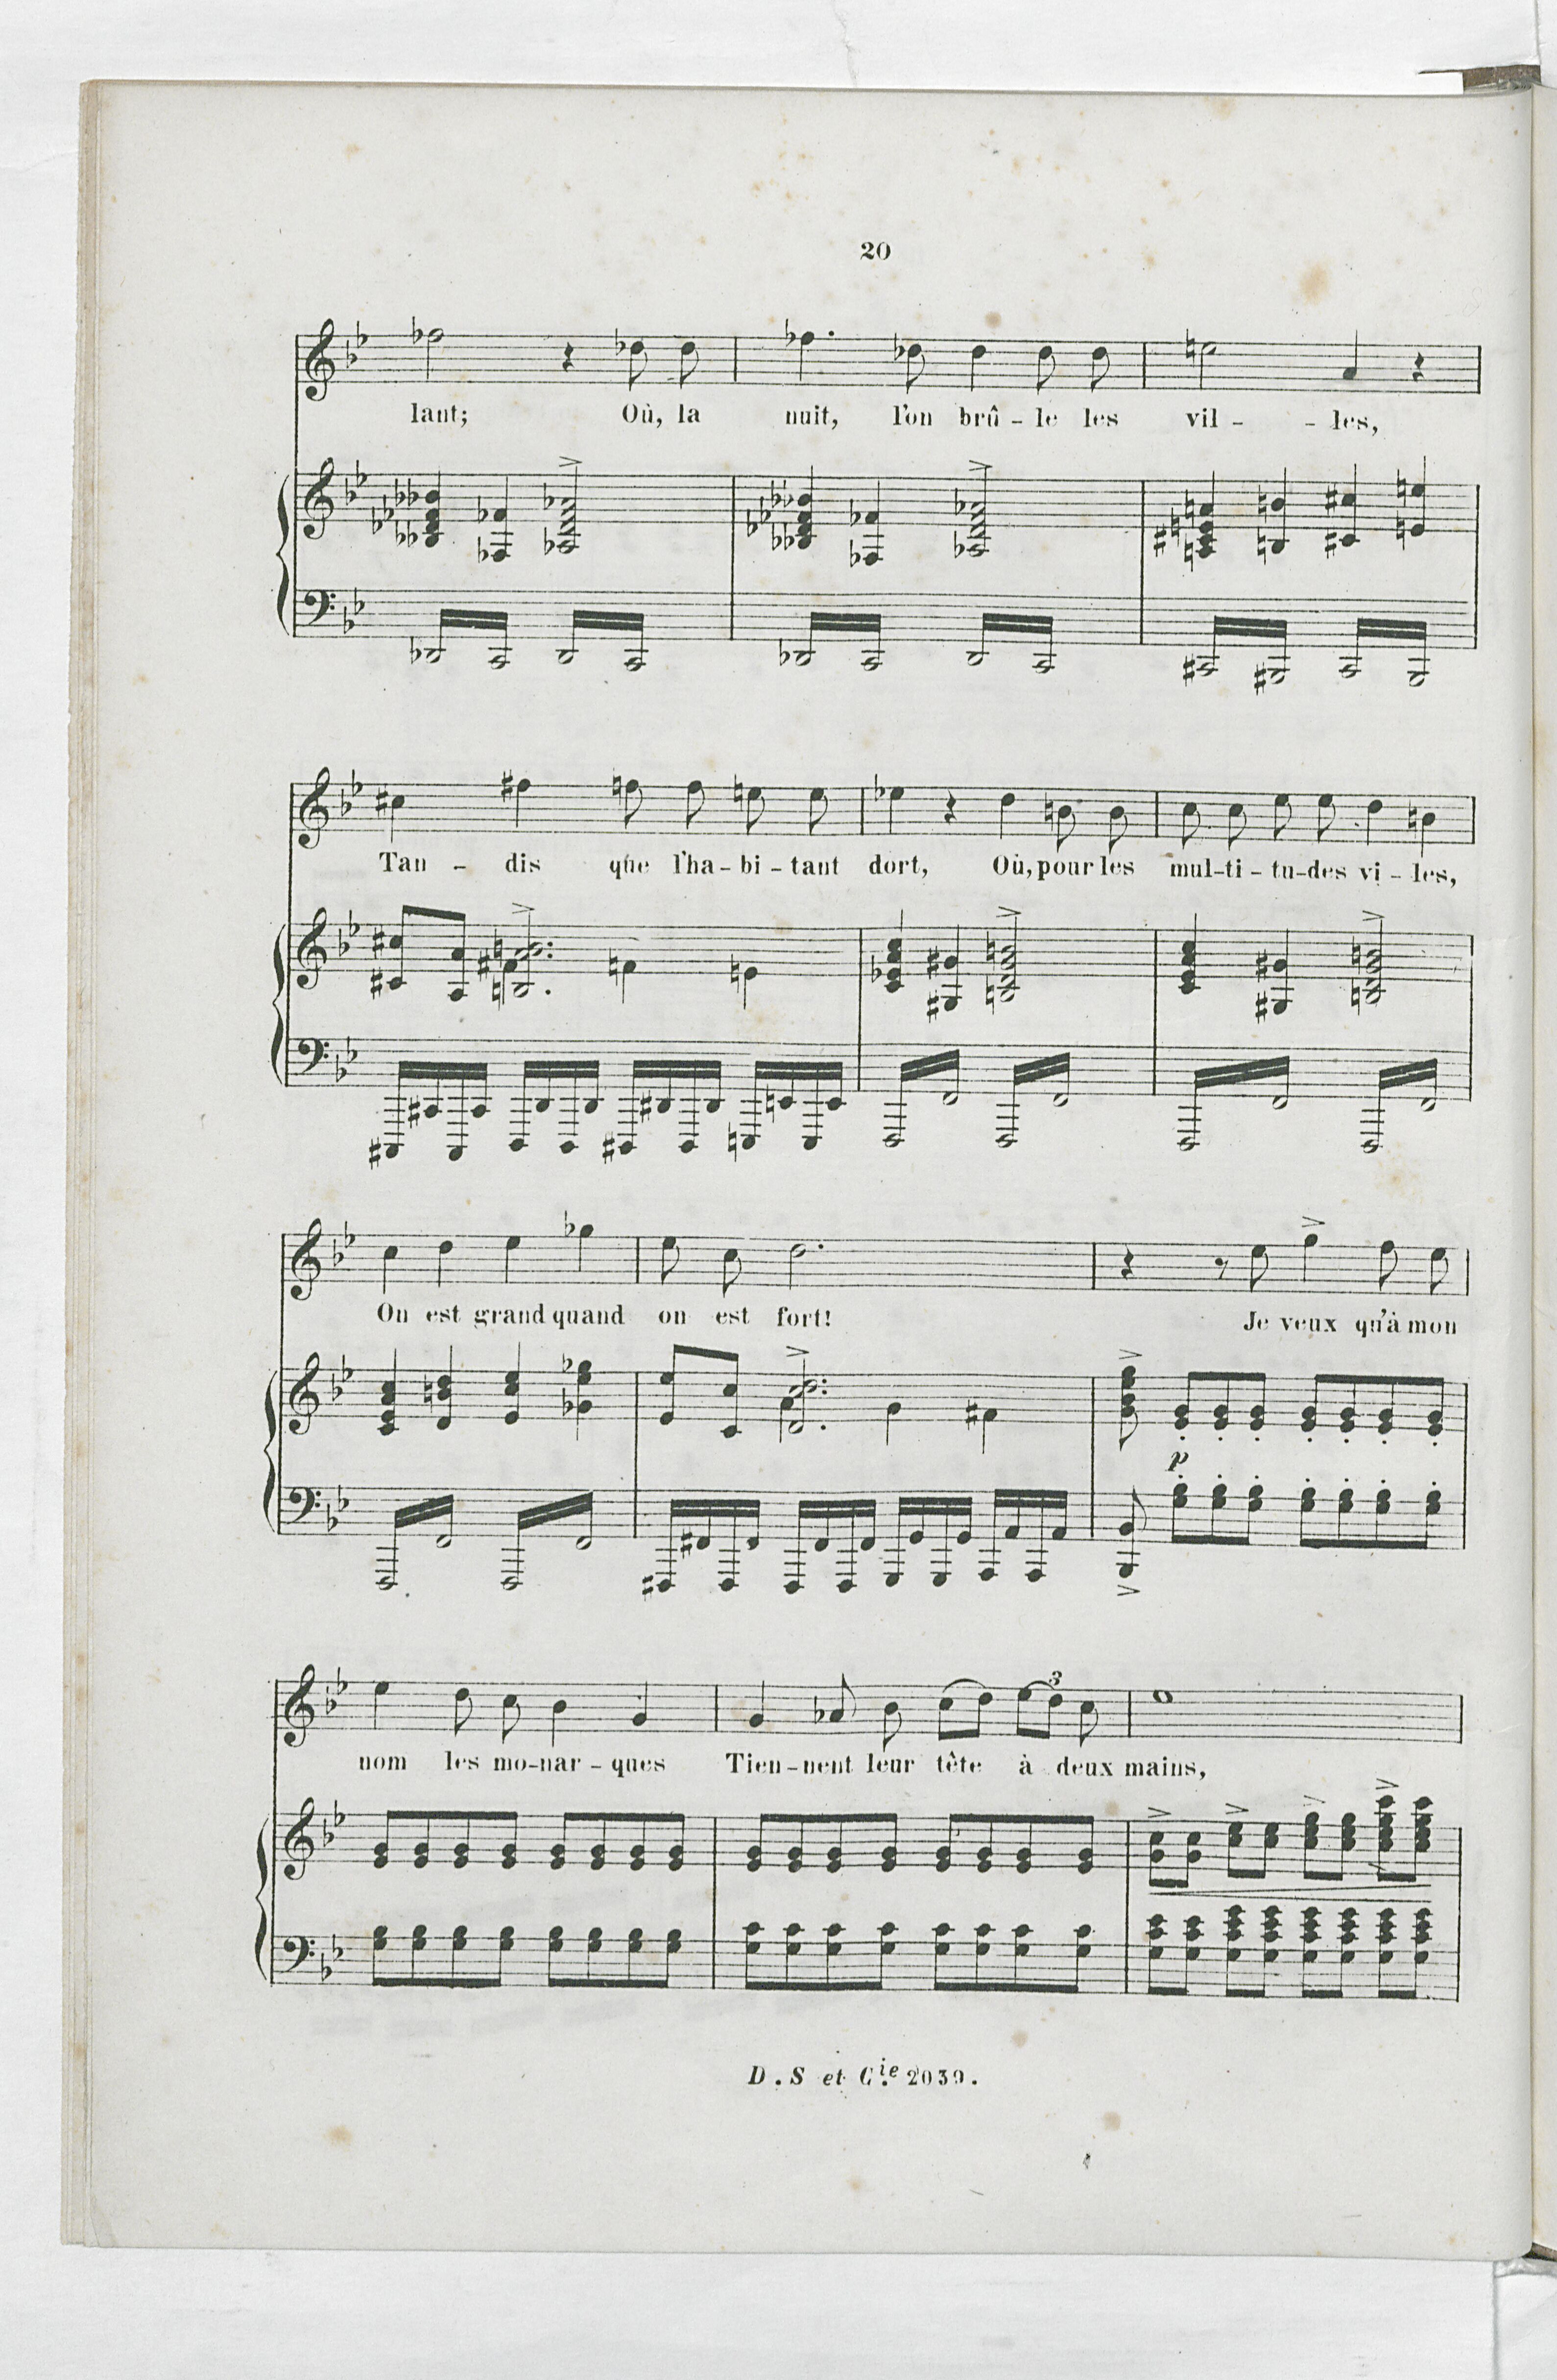 20
lant; Où, la nuit, l'on brû - le les vil - - les,
Tan - dis que l'ha - bi - tant dort, Où, pour les mul - ti - tu - des vi - les,
On est grand quand on est fort! Je veux qu'à mon
p
nom les mo - nar - ques Tien - nent leur tête à deux mains,
3
D. S et Cie 2039.